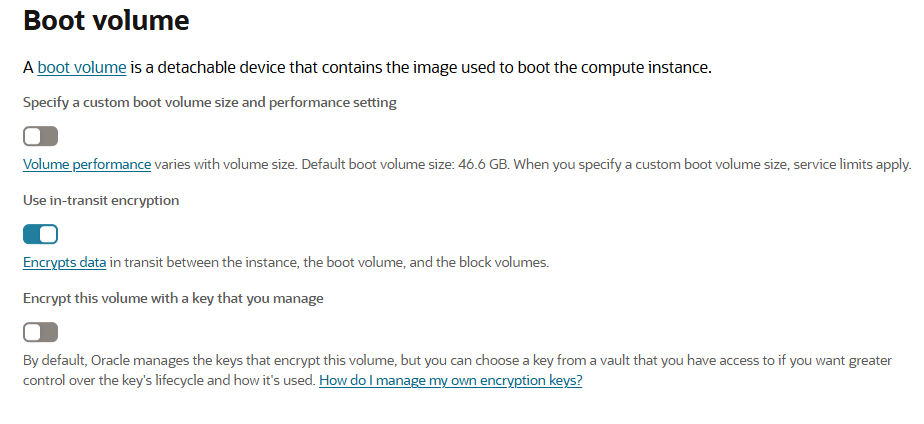 Boot volume
A boot volume is a detachable device that contains the image used to boot the compute instance.
Specify a custom boot volume size and performance setting
Volume performance varies with volume size. Default boot volume size: 46.6 GB. When you specify a custom boot volume size, service limits apply.
Use in-transit encryption
Encrypts data in transit between the instance, the boot volume, and the block volumes.
Encrypt this volume with a key that you manage
By default, Oracle manages the keys that encrypt this volume, but you can choose a key from a vault that you have access to if you want greater
control over the key's lifecycle and how it's used. How do I manage my own encryption keys?